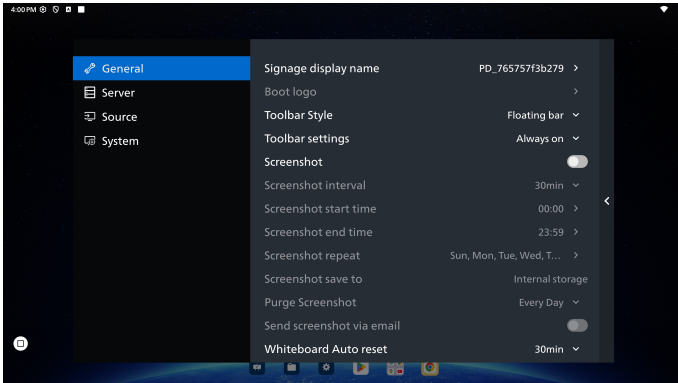 4:00 PM
General
Server
Source
System
Signage display name PD_765757f3b279
Boot logo
Toolbar Style Floating bar
Toolbar settings Always on
Screenshot
Screenshot interval 30min
Screenshot start time 00:00
Screenshot end time 23:59
Screenshot repeat Sun, Mon, Tue, Wed, T...
Screenshot save to Internal storage
Purge Screenshot Every Day
Send screenshot via email
Whiteboard Auto reset 30min